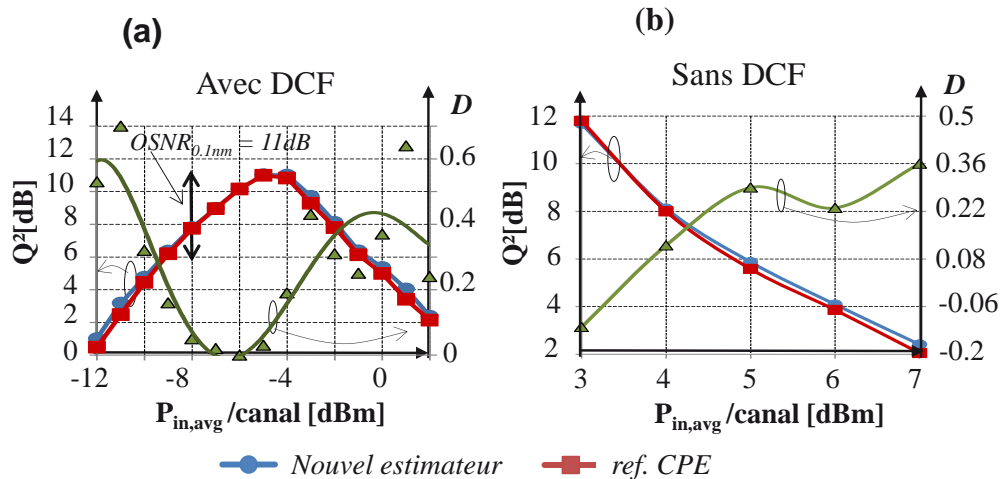 (a)
Avec DCF
D
14
12
10
8
6
4
2
0
Q²[dB]
OSNR0.1nm = 11dB
0.6
0.4
0.2
0
-12
-8
-4
0
Pin,avg /canal [dBm]
(b)
Sans DCF
D
12
10
8
6
4
2
Q²[dB]
0.5
0.36
0.22
0.08
-0.06
-0.2
3
4
5
6
7
Pin,avg /canal [dBm]
Nouvel estimateur
ref. CPE